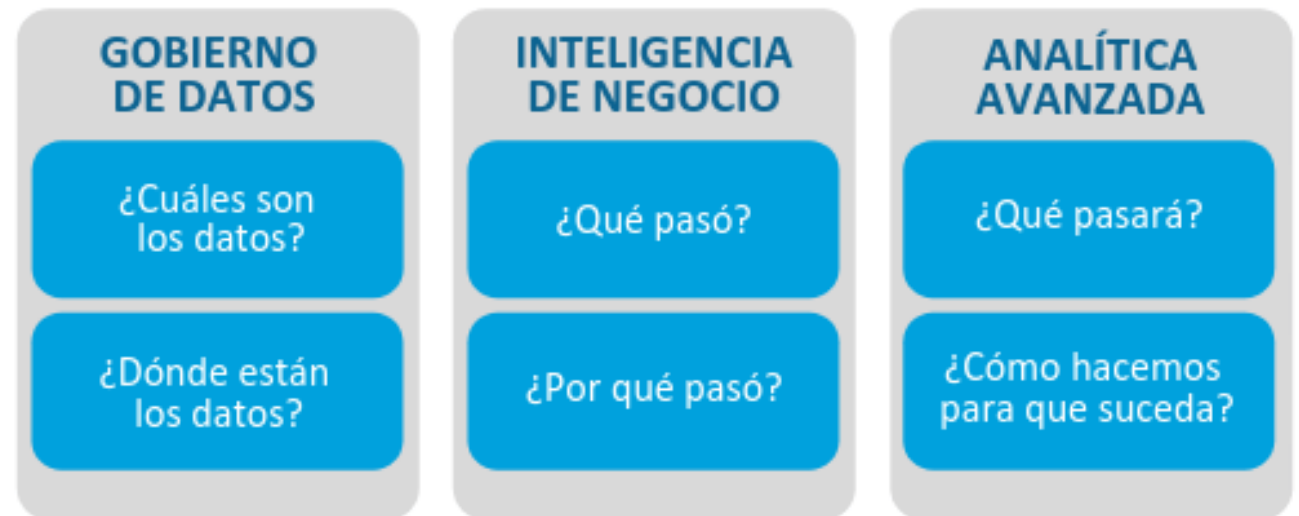 GOBIERNO
DE DATOS
¿Cuáles son
los datos?
¿Dónde están
los datos?
INTELIGENCIA
DE NEGOCIO
¿Qué pasó?
¿Por qué pasó?
ANALÍTICA
AVANZADA
¿Qué pasará?
¿Cómo hacemos
para que suceda?